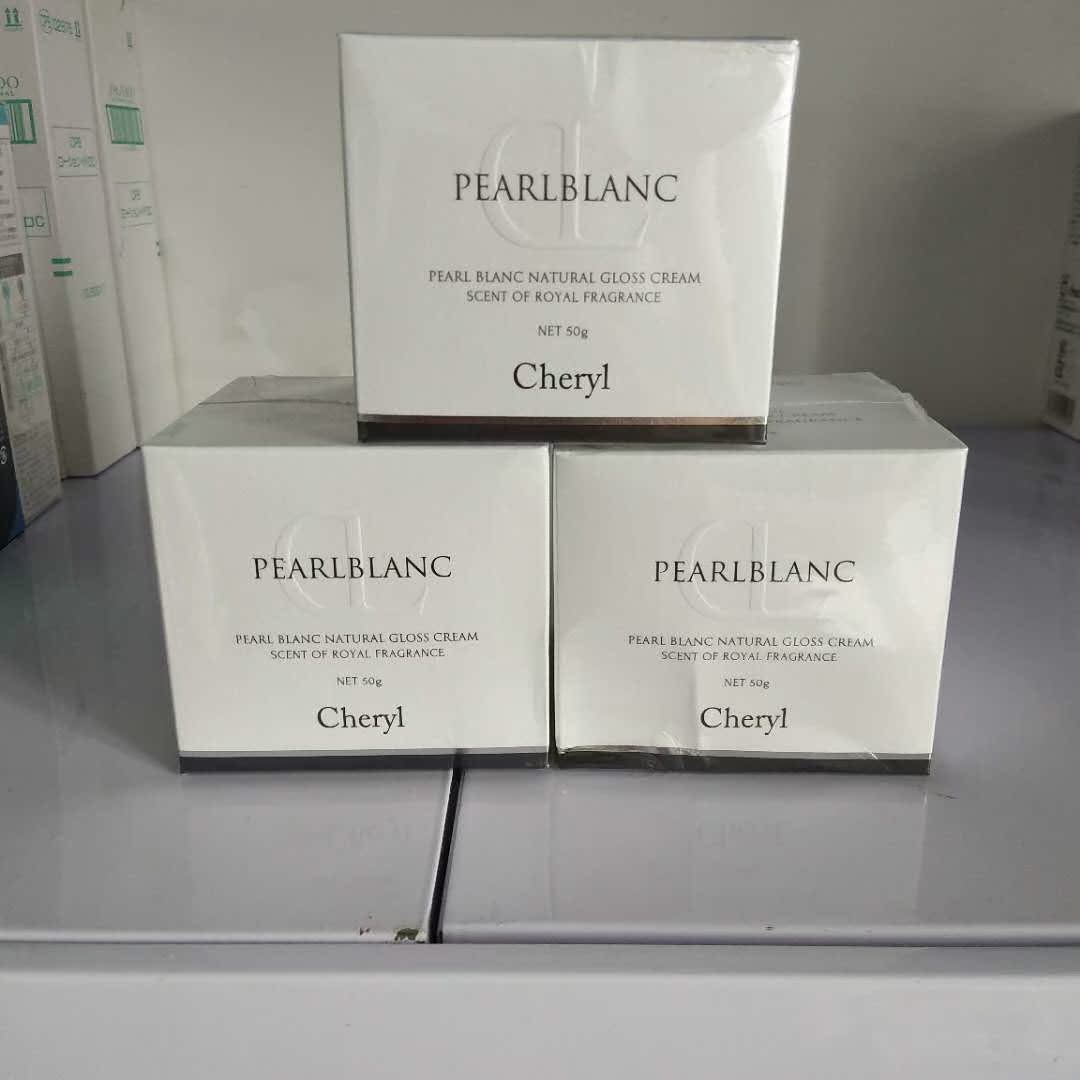 PEARLBLANC
PEARL BLANC NATURAL GLOSS CREAM
SCENT OF ROYAL FRAGRANCE
NET 50g
Cheryl
PEARLBLANC
PEARL BLANC NATURAL GLOSS CREAM
SCENT OF ROYAL FRAGRANCE
NET 50g
Cheryl
PEARLBLANC
PEARL BLANC NATURAL GLOSS CREAM
SCENT OF ROYAL FRAGRANCE
NET 50g
Cheryl